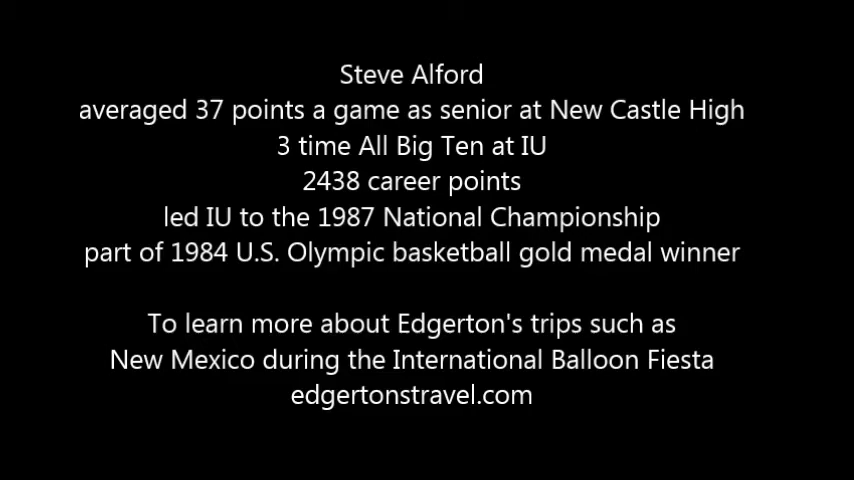 Steve Alford
averaged 37 points a game as senior at New Castle High
3 time All Big Ten at IU
2438 career points
led IU to the 1987 National Championship
part of 1984 U.S. Olympic basketball gold medal winner
To learn more about Edgerton's trips such as
New Mexico during the International Balloon Fiesta
edgertonstravel.com